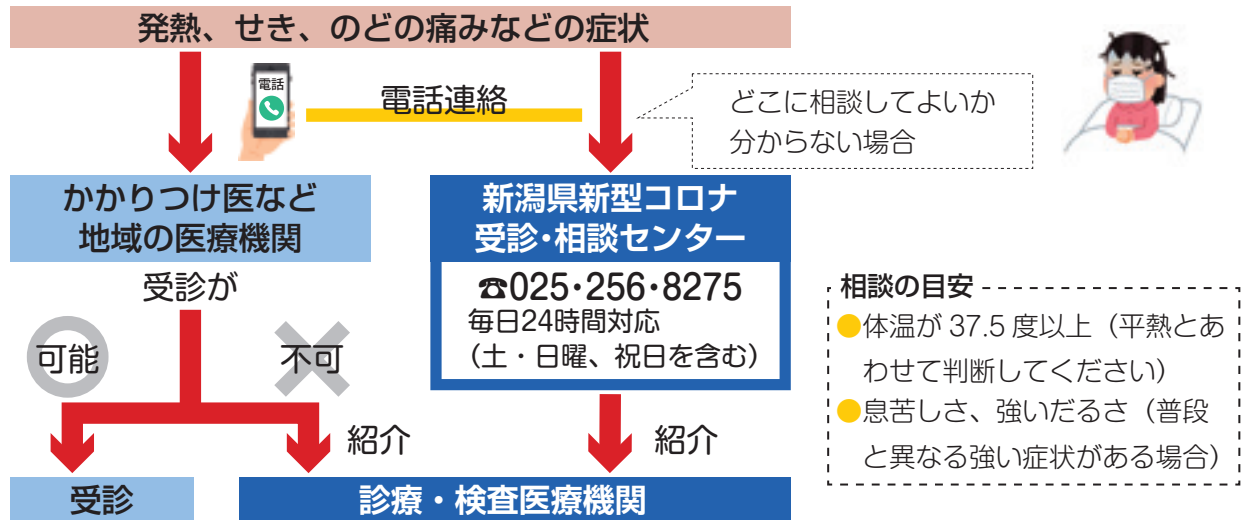 発熱、せき、のどの痛みなどの症状
電話
電話連絡
どこに相談してよいか
分からない場合
かかりつけ医など
地域の医療機関
受診が
可能
不可
紹介
受診
新潟県新型コロナ
受診・相談センター
☎025・256・8275
毎日24時間対応
（土・日曜、祝日を含む）
紹介
診療・検査医療機関
相談の目安
●体温が 37.5 度以上（平熱とあ
わせて判断してください）
●息苦しさ、強いだるさ（普段
と異なる強い症状がある場合）